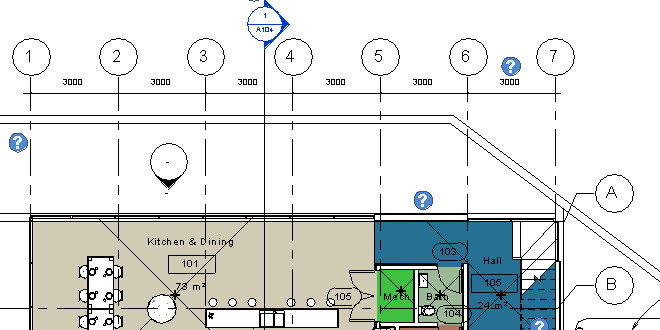 1
A104
1 2 3 4 5 6 7
?
3000 3000 3000 3000 3000 3000
?
-
A
?
Kitchen & Dining
103
Hall
101
105
B
73 m²
105
Mech
Bath
24 m²
104
?